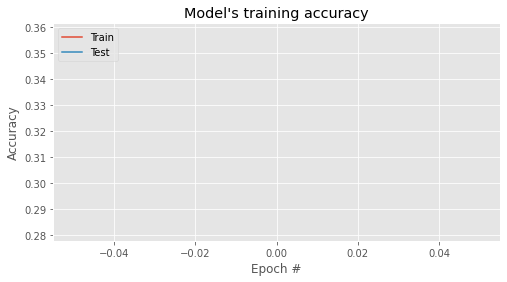 Model's training accuracy
Train
Test
0.36
0.35
0.34
0.33
0.32
0.31
0.30
0.29
0.28
Accuracy
−0.04
−0.02
0.00
0.02
0.04
Epoch #